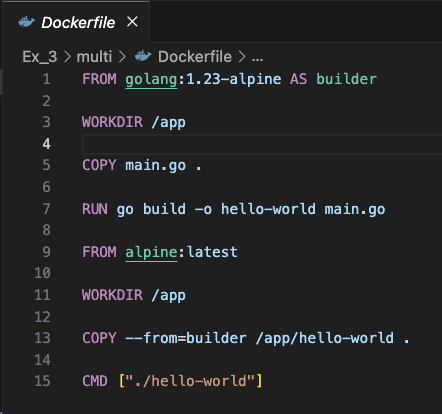 Dockerfile ×
Ex_3 > multi > Dockerfile > ...
1 FROM golang:1.23-alpine AS builder
2
3 WORKDIR /app
4
5 COPY main.go .
6
7 RUN go build -o hello-world main.go
8
9 FROM alpine:latest
10
11 WORKDIR /app
12
13 COPY --from=builder /app/hello-world .
14
15 CMD ["./hello-world"]